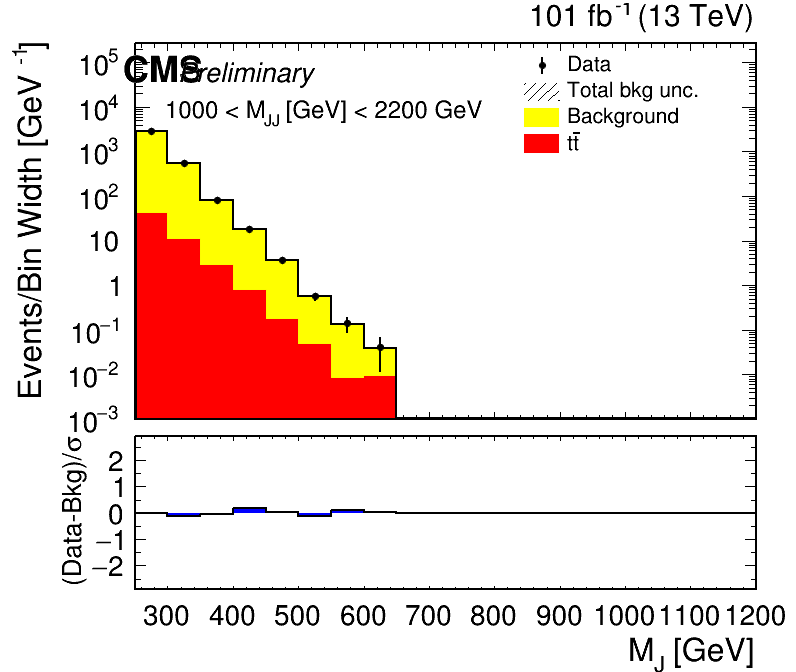 101 fb⁻¹ (13 TeV)
CMS Preliminary
1000 < M_JJ [GeV] < 2200 GeV
Data
Total bkg unc.
Background
tt̄
Events/Bin Width [GeV⁻¹]
10⁵
10⁴
10³
10²
10
1
10⁻¹
10⁻²
10⁻³
(Data-Bkg)/σ
2
1
0
−1
−2
300 400 500 600 700 800 900 1000 1100 1200
M_J [GeV]